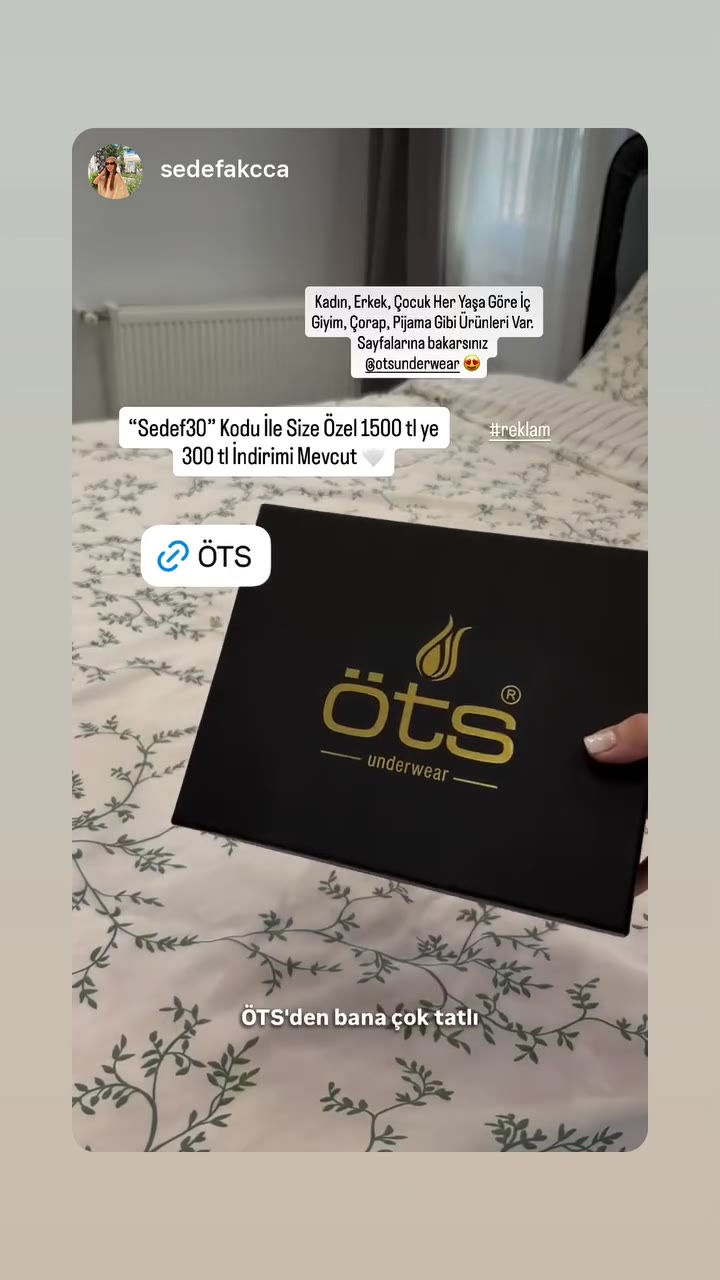 sedefakcca
Kadın, Erkek, Çocuk Her Yaşa Göre İç
Giyim, Çorap, Pijama Gibi Ürünleri Var.
Sayfalarına bakarsınız
@otsunderwear 😍
“Sedef30” Kodu İle Size Özel 1500 tl ye
300 tl İndirimi Mevcut 🤍
#reklam
ÖTS
öts®
underwear
ÖTS'den bana çok tatlı